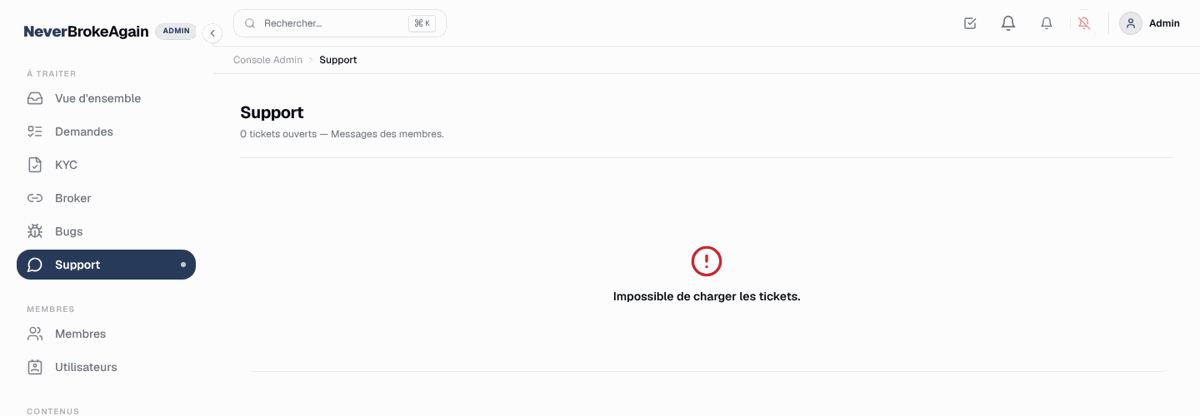 NeverBrokeAgain ADMIN
Rechercher... ⌘ K
Admin
Console Admin > Support
À TRAITER
Vue d'ensemble
Demandes
KYC
Broker
Bugs
Support
MEMBRES
Membres
Utilisateurs
CONTENUS
Support
0 tickets ouverts — Messages des membres.
Impossible de charger les tickets.